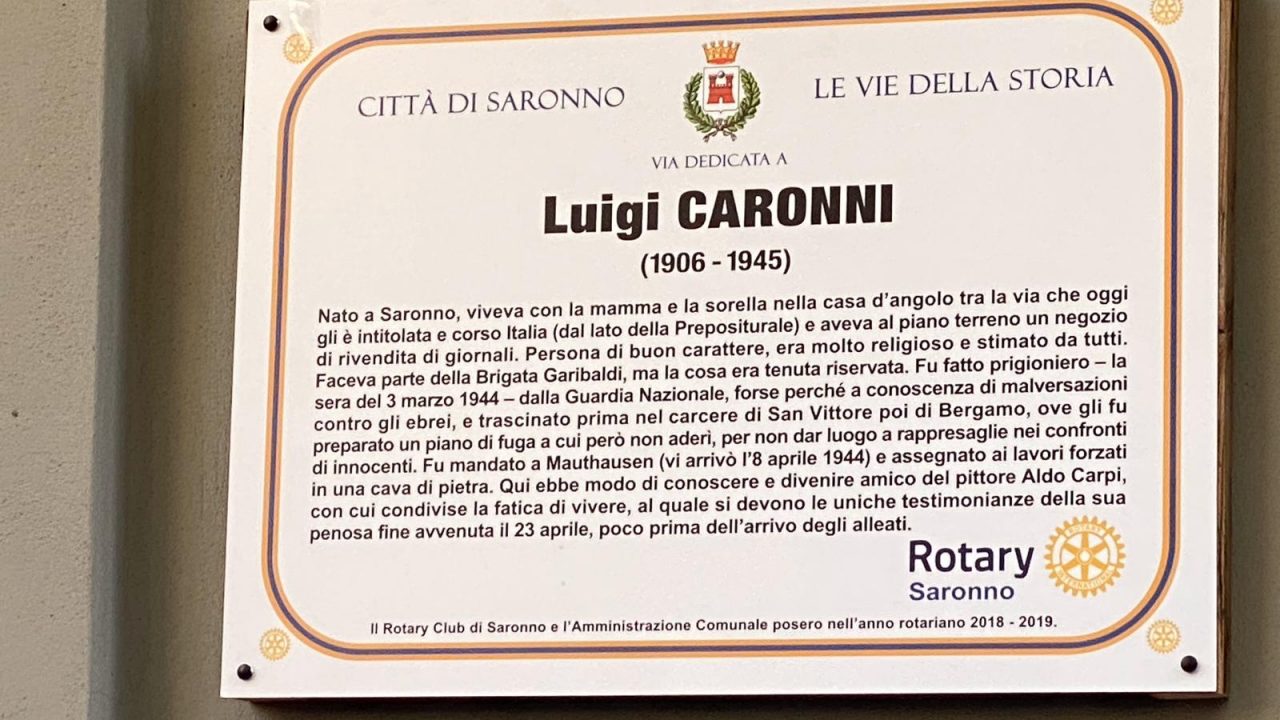 CITTÀ DI SARONNO
LE VIE DELLA STORIA
VIA DEDICATA A
Luigi CARONNI
(1906 - 1945)
Nato a Saronno, viveva con la mamma e la sorella nella casa d'angolo tra la via che oggi
gli è intitolata e corso Italia (dal lato della Prepositurale) e aveva al piano terreno un negozio
di rivendita di giornali. Persona di buon carattere, era molto religioso e stimato da tutti.
Faceva parte della Brigata Garibaldi, ma la cosa era tenuta riservata. Fu fatto prigioniero – la
sera del 3 marzo 1944 – dalla Guardia Nazionale, forse perché a conoscenza di malversazioni
contro gli ebrei, e trascinato prima nel carcere di San Vittore poi di Bergamo, ove gli fu
preparato un piano di fuga a cui però non aderì, per non dar luogo a rappresaglie nei confronti
di innocenti. Fu mandato a Mauthausen (vi arrivò l'8 aprile 1944) e assegnato ai lavori forzati
in una cava di pietra. Qui ebbe modo di conoscere e divenire amico del pittore Aldo Carpi,
con cui condivise la fatica di vivere, al quale si devono le uniche testimonianze della sua
penosa fine avvenuta il 23 aprile, poco prima dell'arrivo degli alleati.
Rotary
Saronno
ROTARY
INTERNATIONAL
Il Rotary Club di Saronno e l'Amministrazione Comunale posero nell'anno rotariano 2018 - 2019.